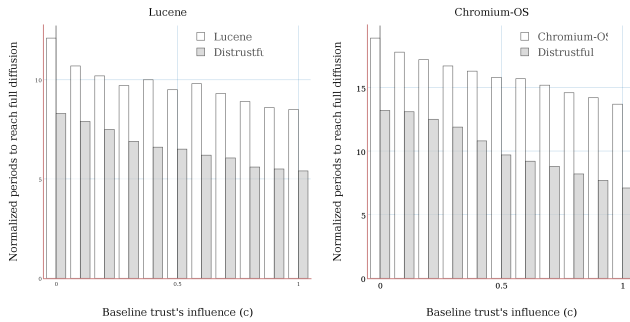 Lucene
Normalized periods to reach full diffusion
10
5
0
0
0.5
1
Baseline trust's influence (c)
Lucene
Distrustfu
Chromium-OS
Normalized periods to reach full diffusion
15
10
5
0
0
0.5
1
Baseline trust's influence (c)
Chromium-OS
Distrustful